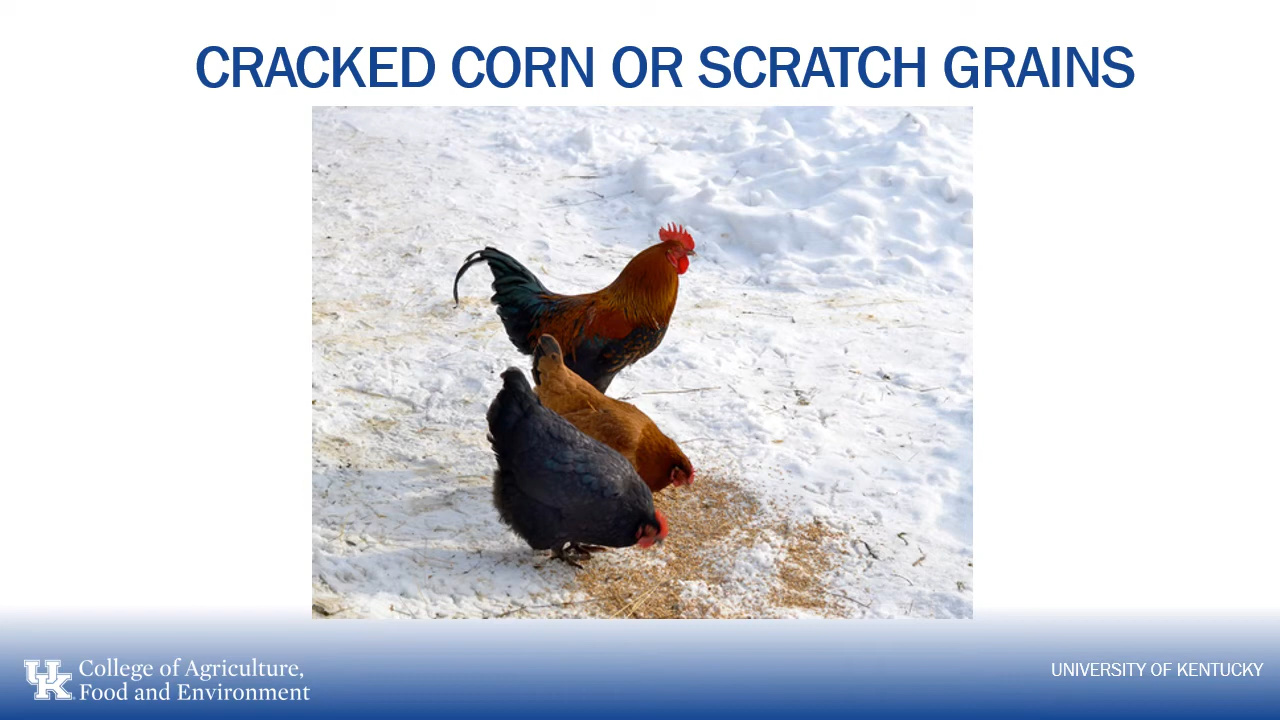 CRACKED CORN OR SCRATCH GRAINS
UK
College of Agriculture,
Food and Environment
UNIVERSITY OF KENTUCKY